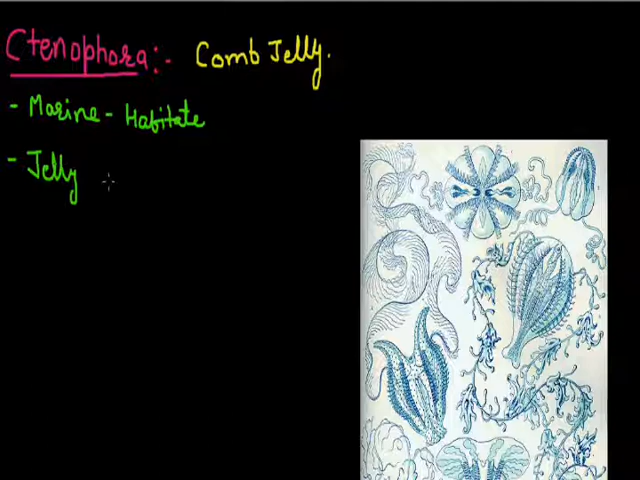 Ctenophora:- Comb Jelly.
- Marine - Habitate
- Jelly